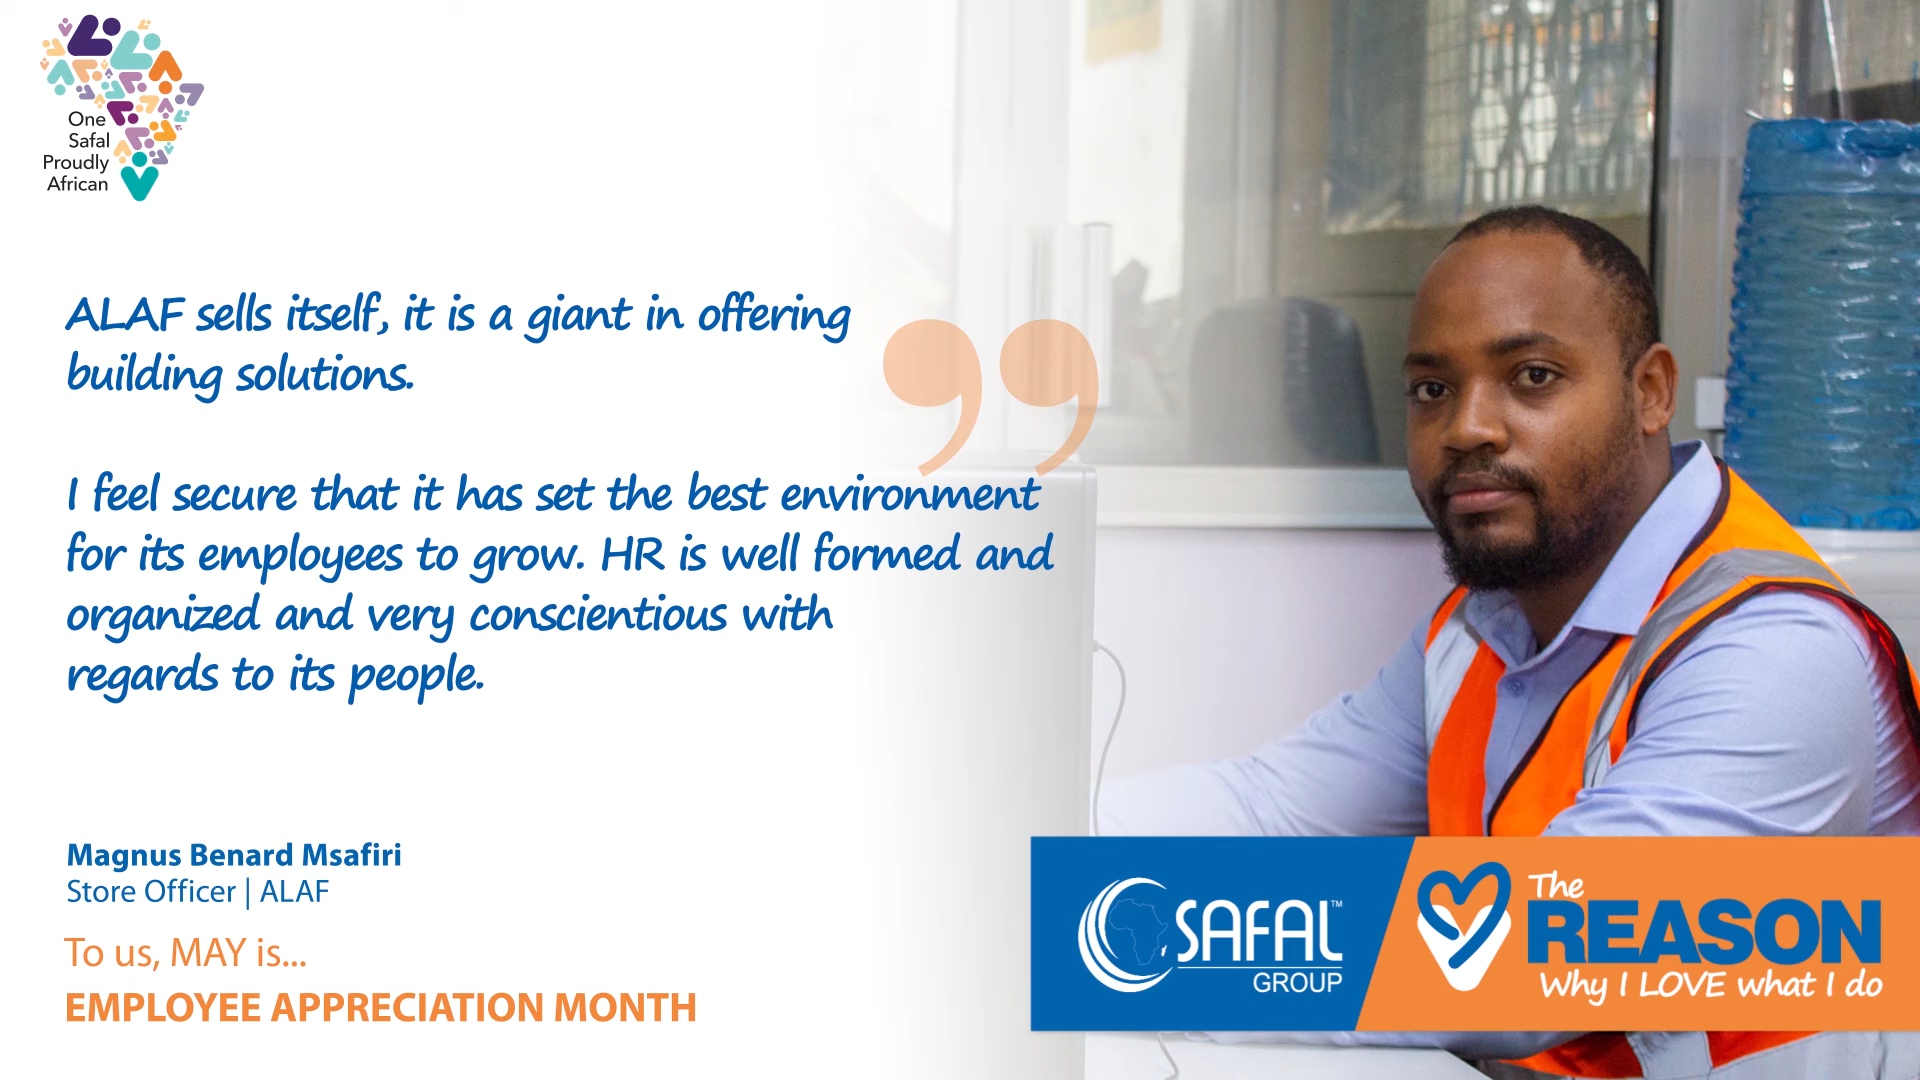 One
Safal
Proudly
African
ALAF sells itself, it is a giant in offering
building solutions.
I feel secure that it has set the best environment
for its employees to grow. HR is well formed and
organized and very conscientious with
regards to its people.
Magnus Benard Msafiri
Store Officer | ALAF
To us, MAY is...
EMPLOYEE APPRECIATION MONTH
SAFAL™
GROUP
The
REASON
Why I LOVE what I do